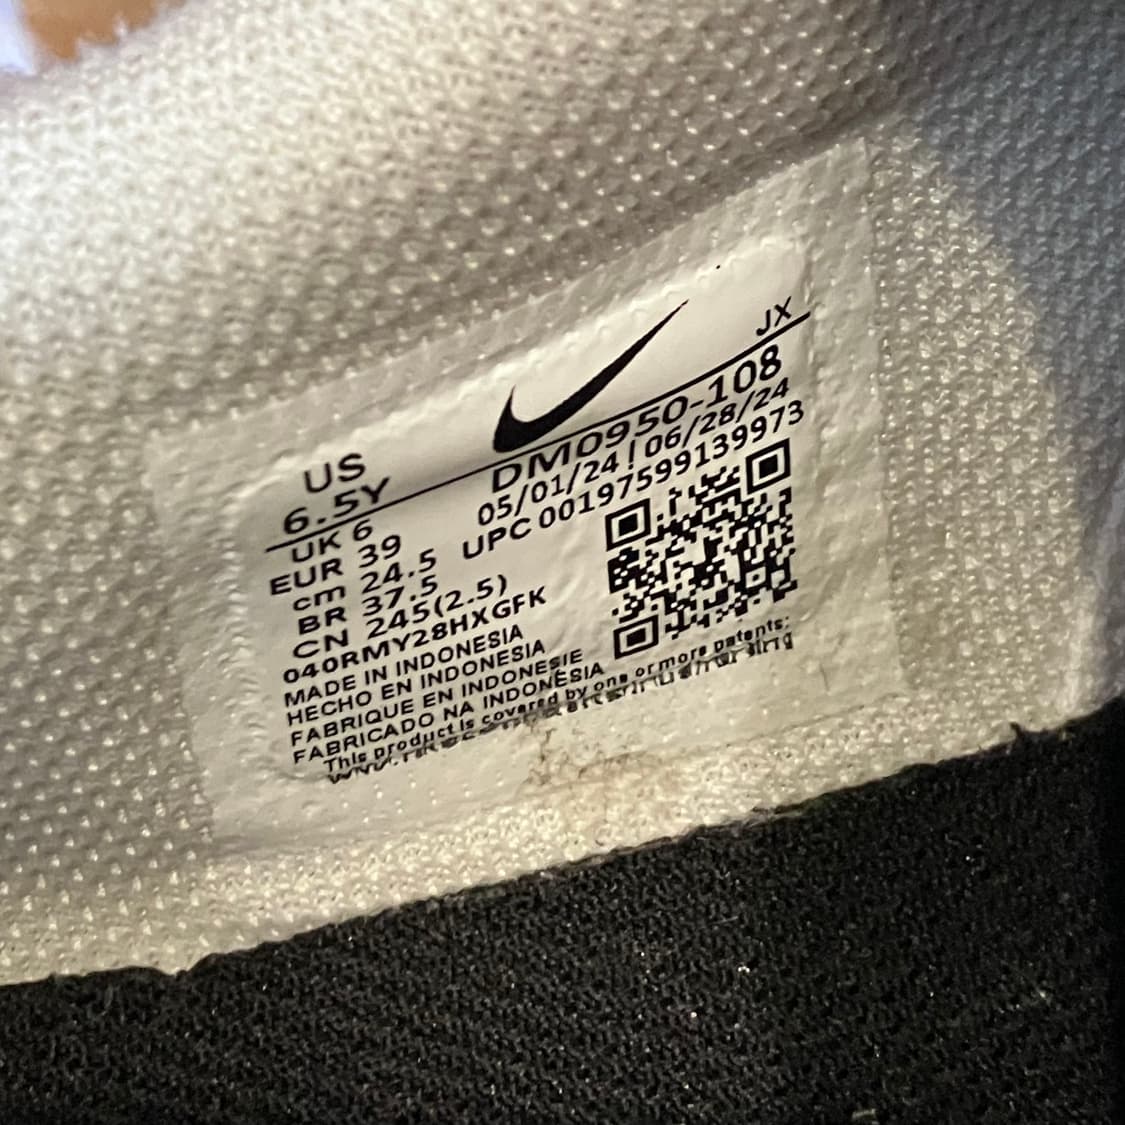 US
6.5Y
UK 6
EUR 39
cm 24.5
BR 37.5
CN 245(2.5)
040RMY28HXGFK
MADE IN INDONESIA
HECHO EN INDONESIA
FABRIQUE EN INDONESIE
FABRICADO NA INDONESIA
JX
DM0950-108
05/01/24 | 06/28/24
UPC 00197599139973
This product is covered by one or more patents: